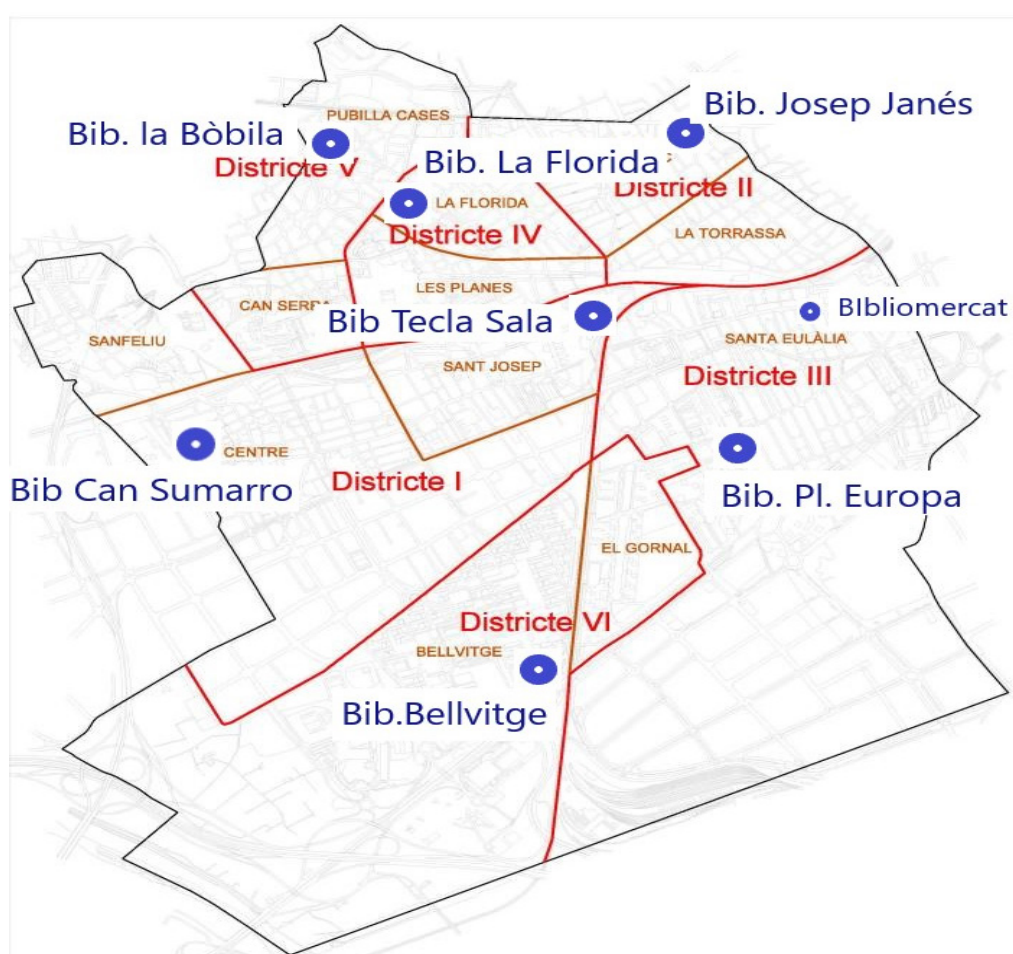 Bib. Josep Janés
PUBILLA CASES
Bib. la Bòbila
Bib. La Florida
Districte V
Districte II
LA FLORIDA
Districte IV
LA TORRASSA
LES PLANES
CAN SERRA
Bib Tecla Sala
BIbliomercat
SANFELIU
SANTA EULÀLIA
SANT JOSEP
Districte III
CENTRE
Bib Can Sumarro
Districte I
Bib. Pl. Europa
EL GORNAL
Districte VI
BELLVITGE
Bib.Bellvitge